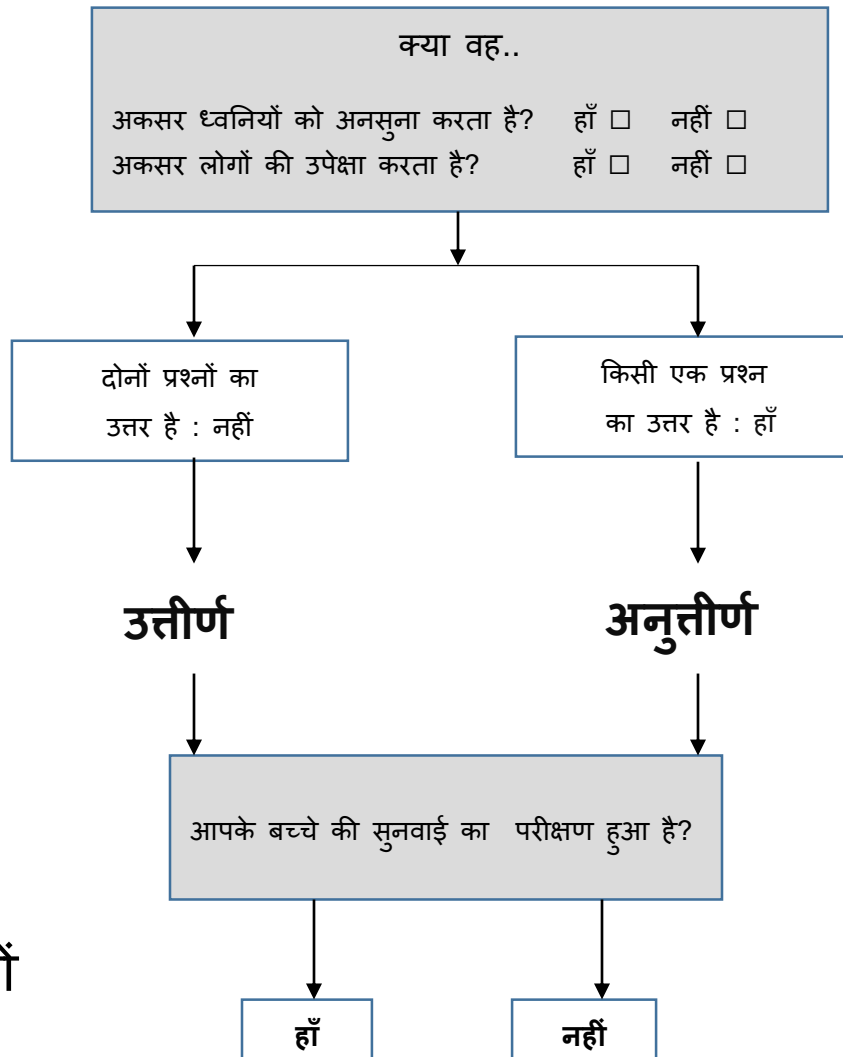 क्या वह..
अकसर ध्वनियों को अनसुना करता है? हाँ □ नहीं □
अकसर लोगों की उपेक्षा करता है? हाँ □ नहीं □
दोनों प्रश्नों का
उत्तर है : नहीं
किसी एक प्रश्न
का उत्तर है : हाँ
उत्तीर्ण
अनुत्तीर्ण
आपके बच्चे की सुनवाई का परीक्षण हुआ है?
हाँ
नहीं